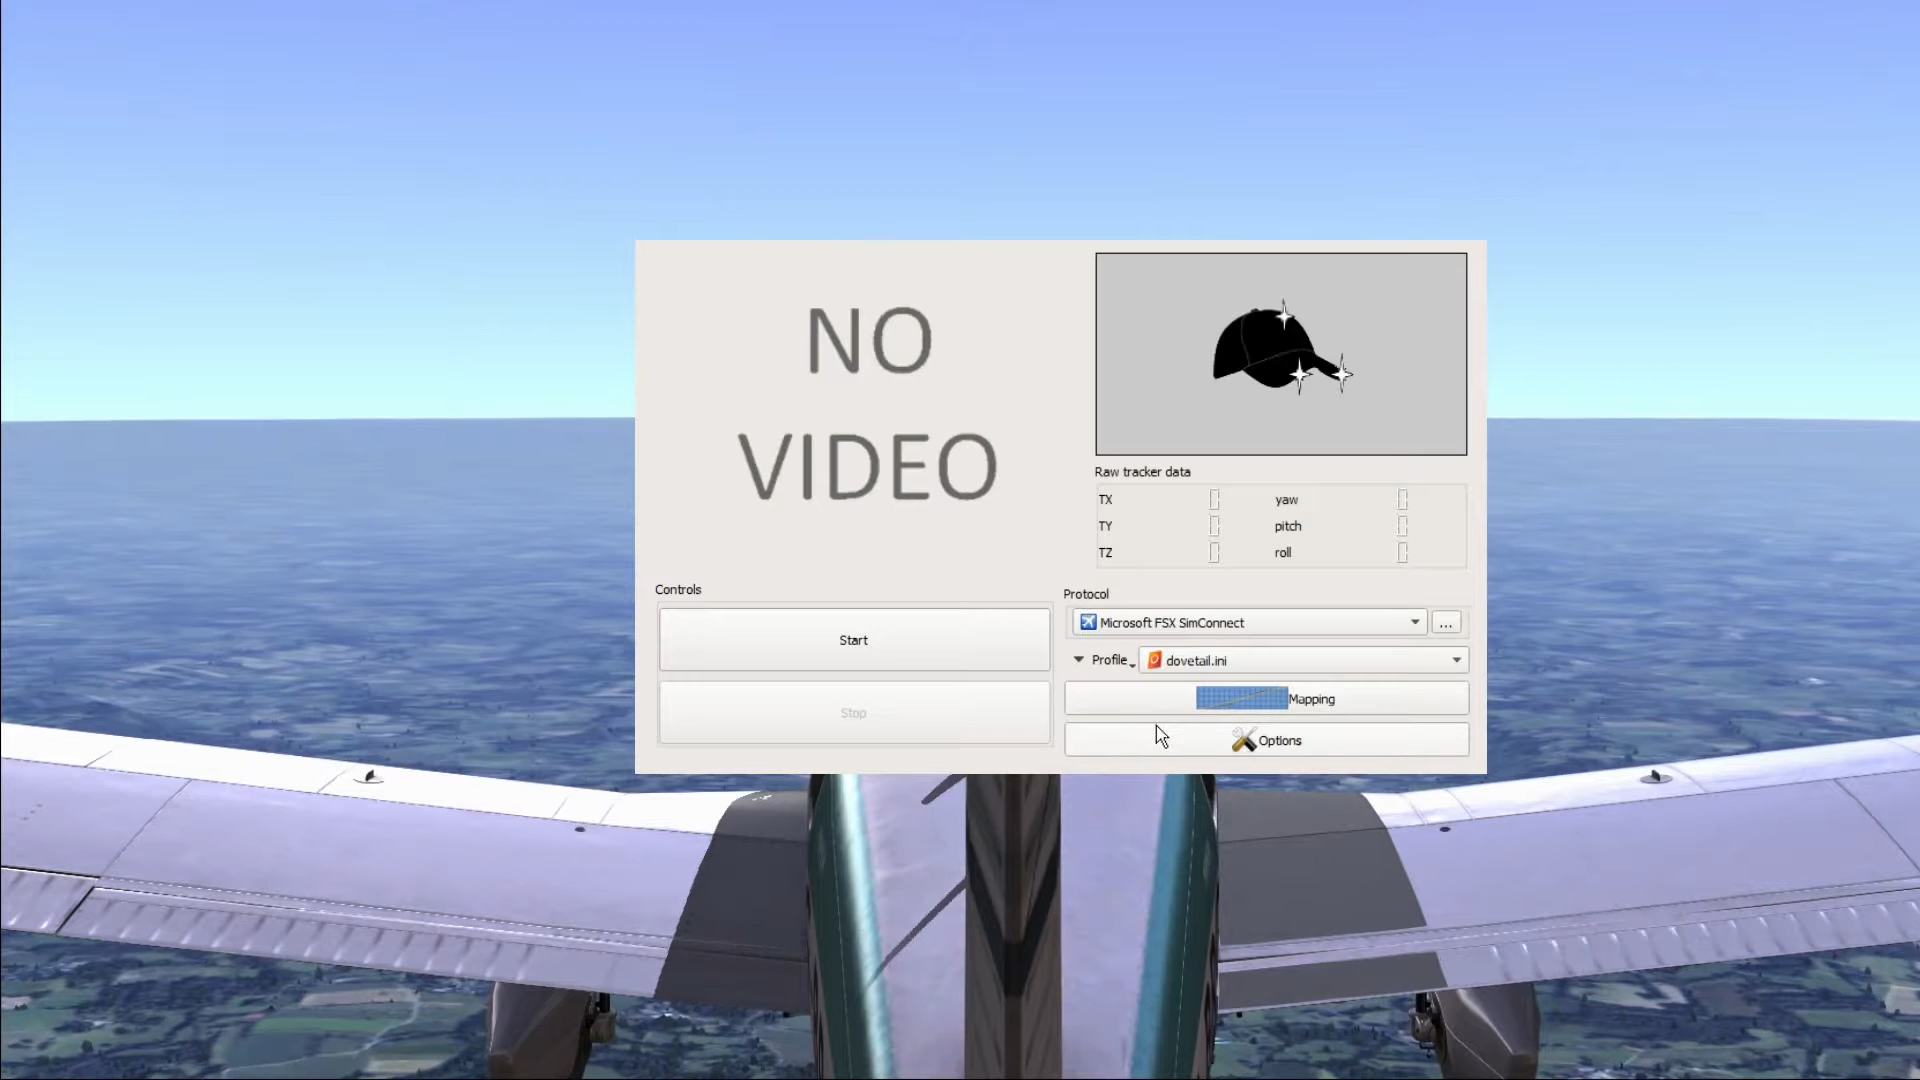 NO
VIDEO
Raw tracker data
TX yaw
TY pitch
TZ roll
Controls
Start
Stop
Protocol
Microsoft FSX SimConnect ...
Profile dovetail.ini
Mapping
Options